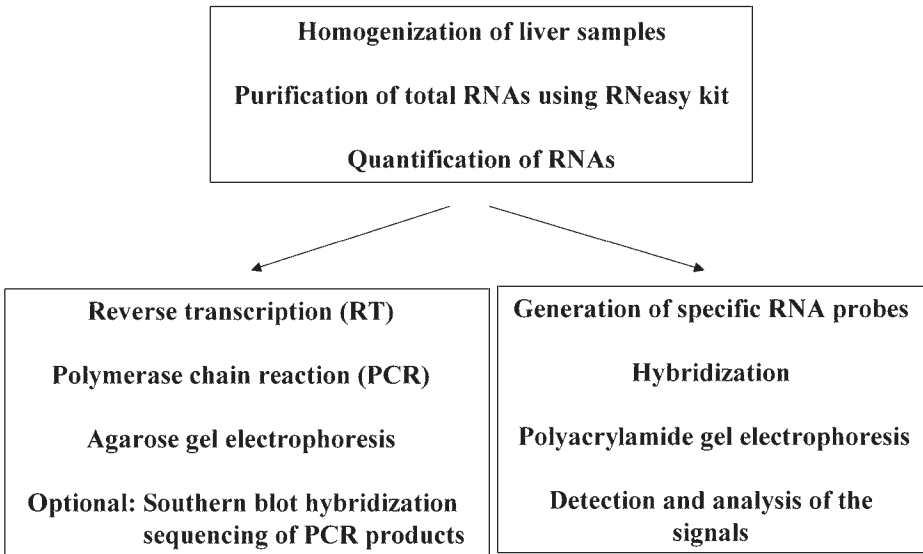 Homogenization of liver samples
Purification of total RNAs using RNeasy kit
Quantification of RNAs
Reverse transcription (RT)
Polymerase chain reaction (PCR)
Agarose gel electrophoresis
Optional: Southern blot hybridization
sequencing of PCR products
Generation of specific RNA probes
Hybridization
Polyacrylamide gel electrophoresis
Detection and analysis of the
signals